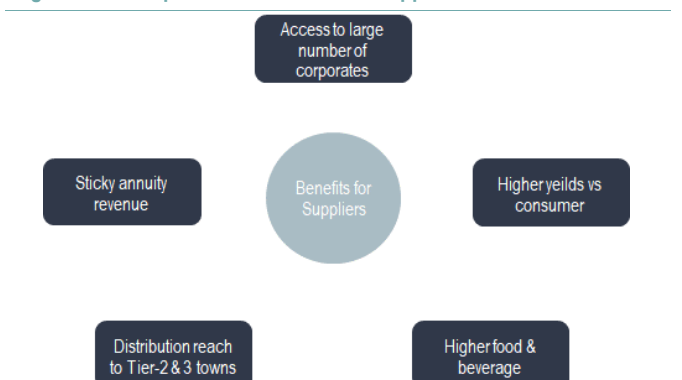 Access to large
number of
corporates
Sticky annuity
revenue
Benefits for
Suppliers
Higher yeilds vs
consumer
Distribution reach
to Tier-2 & 3 towns
Higher food &
beverage